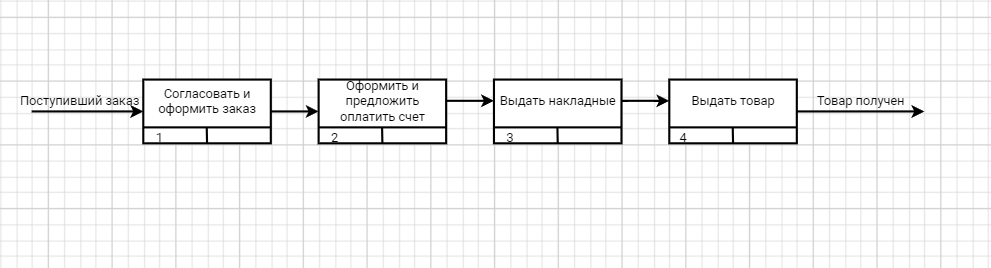 Поступивший заказ
Согласовать и
оформить заказ
1
Оформить и
предложить
оплатить счет
2
Выдать накладные
3
Выдать товар
4
Товар получен